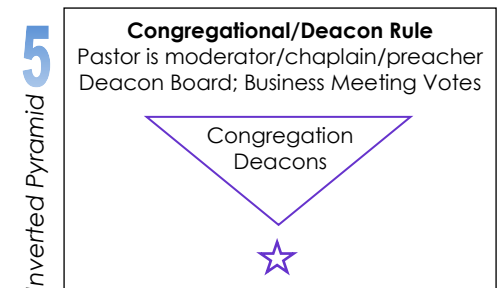 5
Inverted Pyramid
Congregational/Deacon Rule
Pastor is moderator/chaplain/preacher
Deacon Board; Business Meeting Votes
Congregation
Deacons